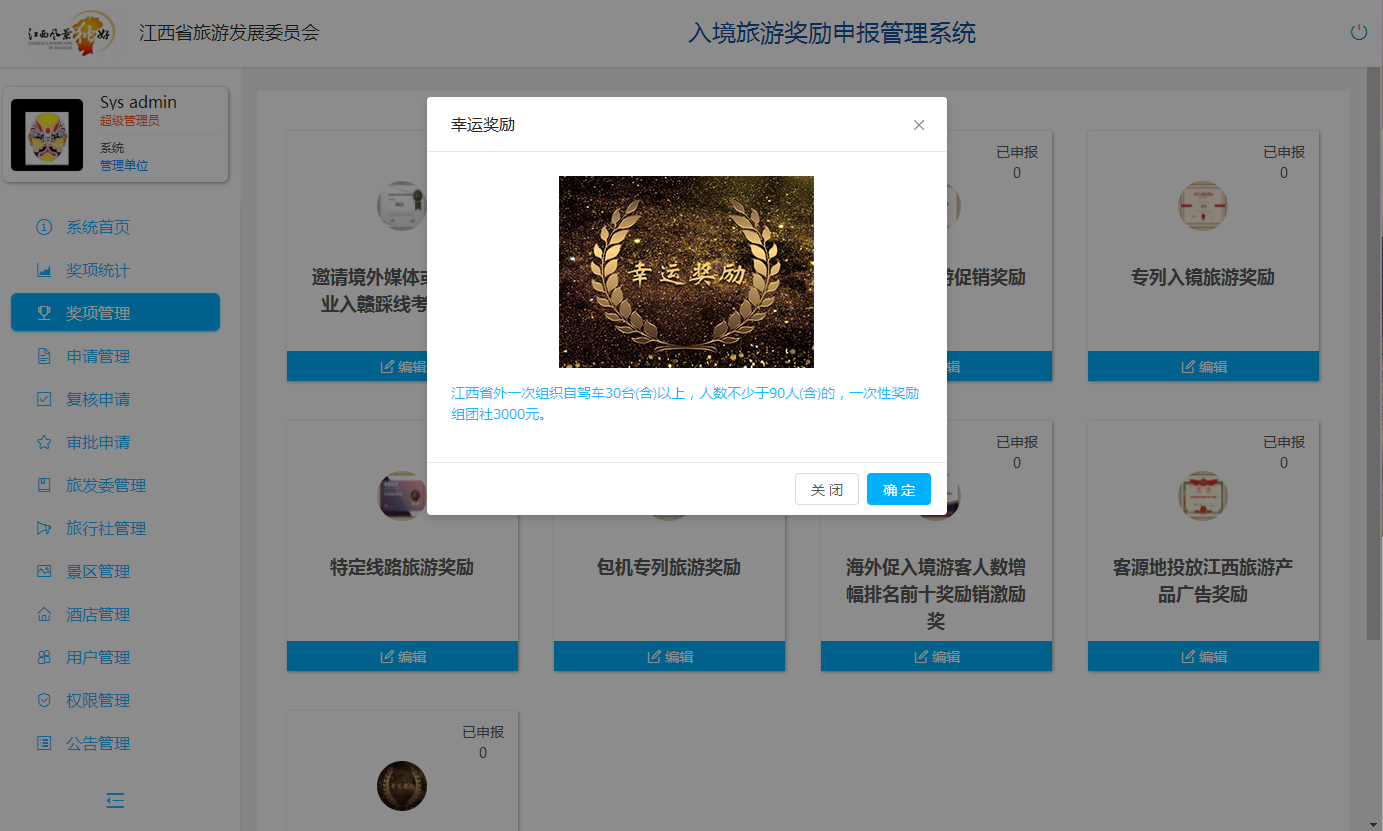 江西风景独好
UNIQUE LANDSCAPE
IN JIANGXI
江西省旅游发展委员会
入境旅游奖励申报管理系统
Sys admin
超级管理员
系统
管理单位
系统首页
奖项统计
奖项管理
申请管理
复核申请
审批申请
旅发委管理
旅行社管理
景区管理
酒店管理
用户管理
权限管理
公告管理
幸运奖励
幸运奖励
江西省外一次组织自驾车30台(含)以上，人数不少于90人(含)的，一次性奖励
组团社3000元。
关 闭
确 定
邀请境外媒体或
业入赣踩线考
编辑
已申报
0
游促销奖励
编辑
已申报
0
专列入镜旅游奖励
编辑
特定线路旅游奖励
编辑
包机专列旅游奖励
编辑
已申报
0
海外促入境游客人数增
幅排名前十奖励销激励
奖
编辑
已申报
0
客源地投放江西旅游产
品广告奖励
编辑
已申报
0
幸运奖励